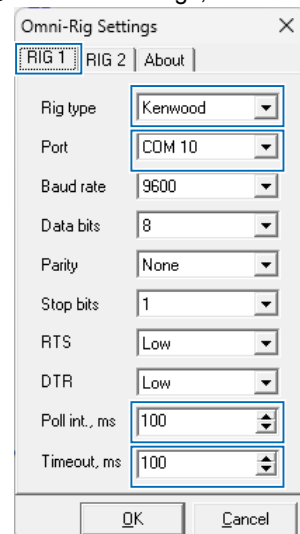 Omni-Rig Settings
RIG 1 RIG 2 About
Rig type Kenwood
Port COM 10
Baud rate 9600
Data bits 8
Parity None
Stop bits 1
RTS Low
DTR Low
Poll int., ms 100
Timeout, ms 100
OK Cancel